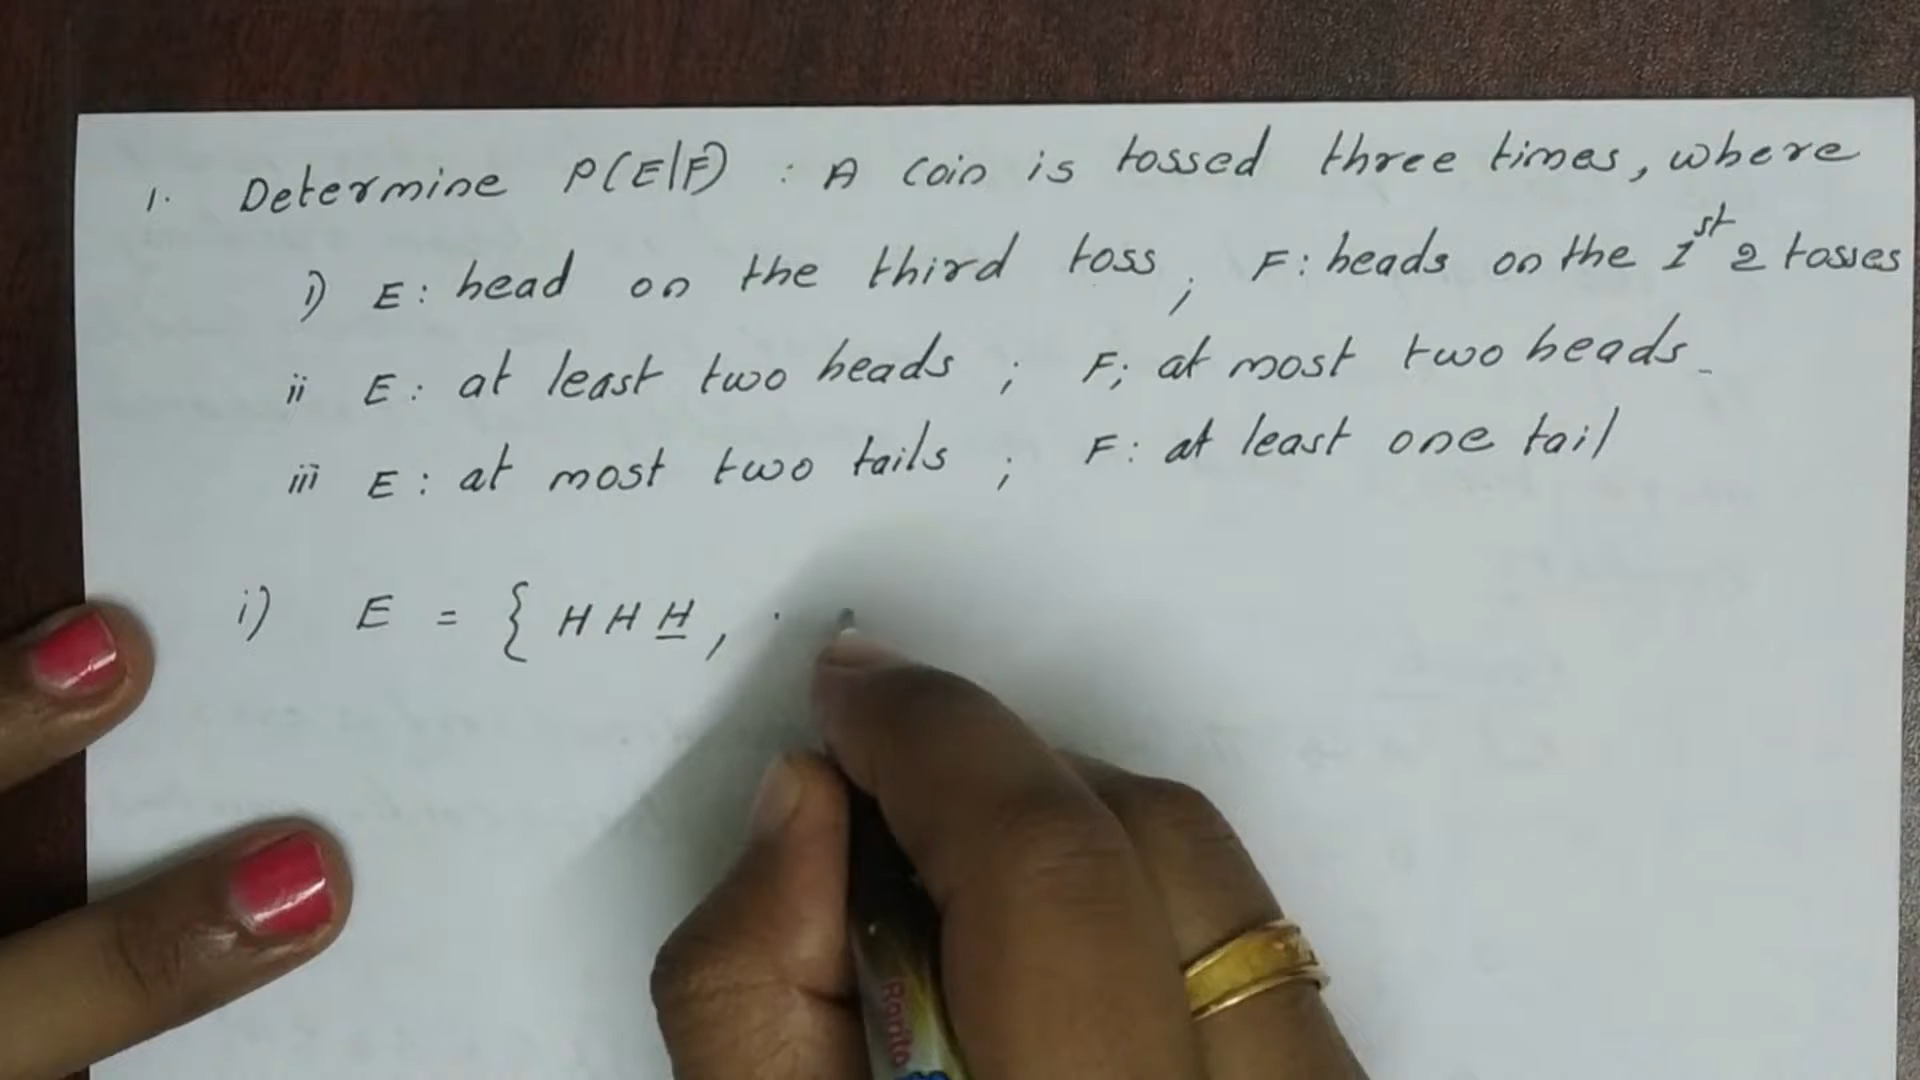 1. Determine P(E|F) : A coin is tossed three times, where
i) E: head on the third toss ; F: heads on the 1st 2 tosses
ii E: at least two heads ; F; at most two heads.
iii E: at most two tails ; F: at least one tail
i) E = { H H H,
Rorito